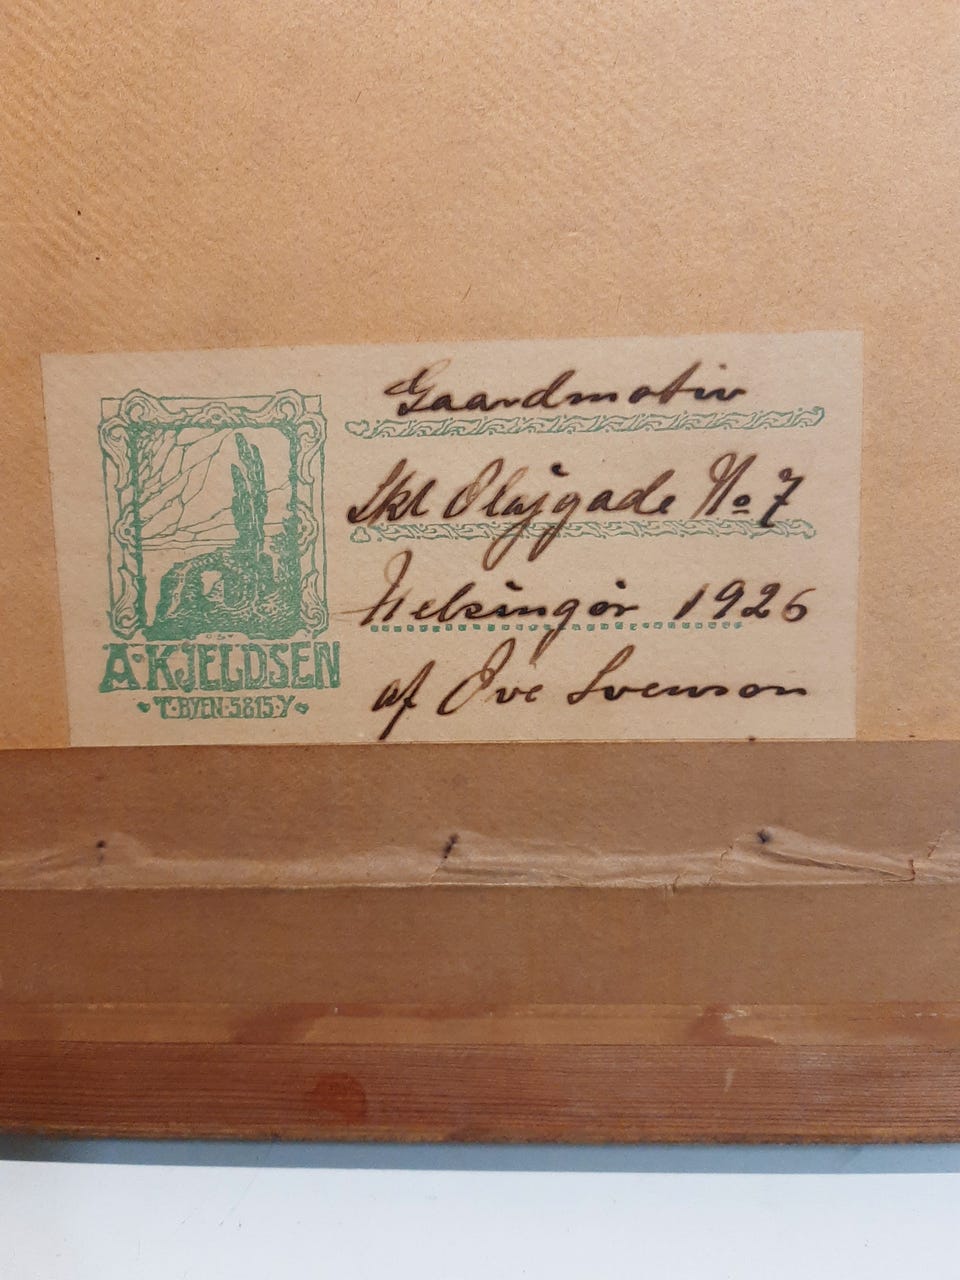 Gaardmotiv
Skt Olajgade No 7
Helsingör 1926
af Ove Svenson
A·KJELDSEN
T·BYEN·5815·Y